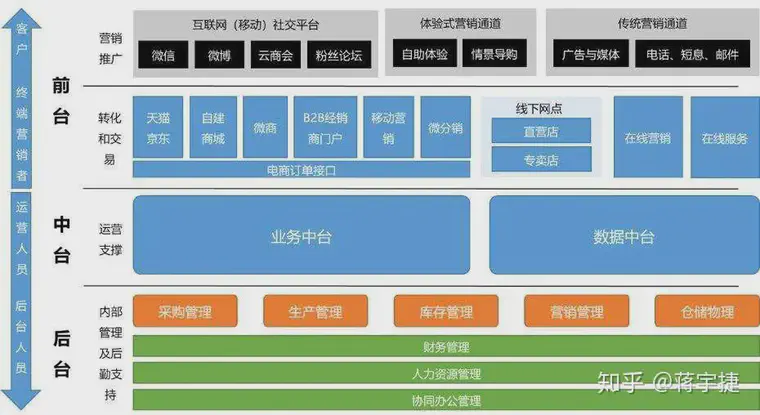 客户
终端营销者
运营人员
后台人员
前台
营销
推广
互联网（移动）社交平台
微信
微博
云商会
粉丝论坛
体验式营销通道
自助体验
情景导购
传统营销通道
广告与媒体
电话、短息、邮件
转化
和交
易
天猫
京东
自建
商城
微商
B2B经销
商门户
移动营
销
微分销
电商订单接口
线下网点
直营店
专卖店
在线营销
在线服务
中台
运营
支撑
业务中台
数据中台
后台
内部
管理
及后
勤支
持
采购管理
生产管理
库存管理
营销管理
仓储物理
财务管理
人力资源管理
协同办公管理
知乎 @蒋宇捷